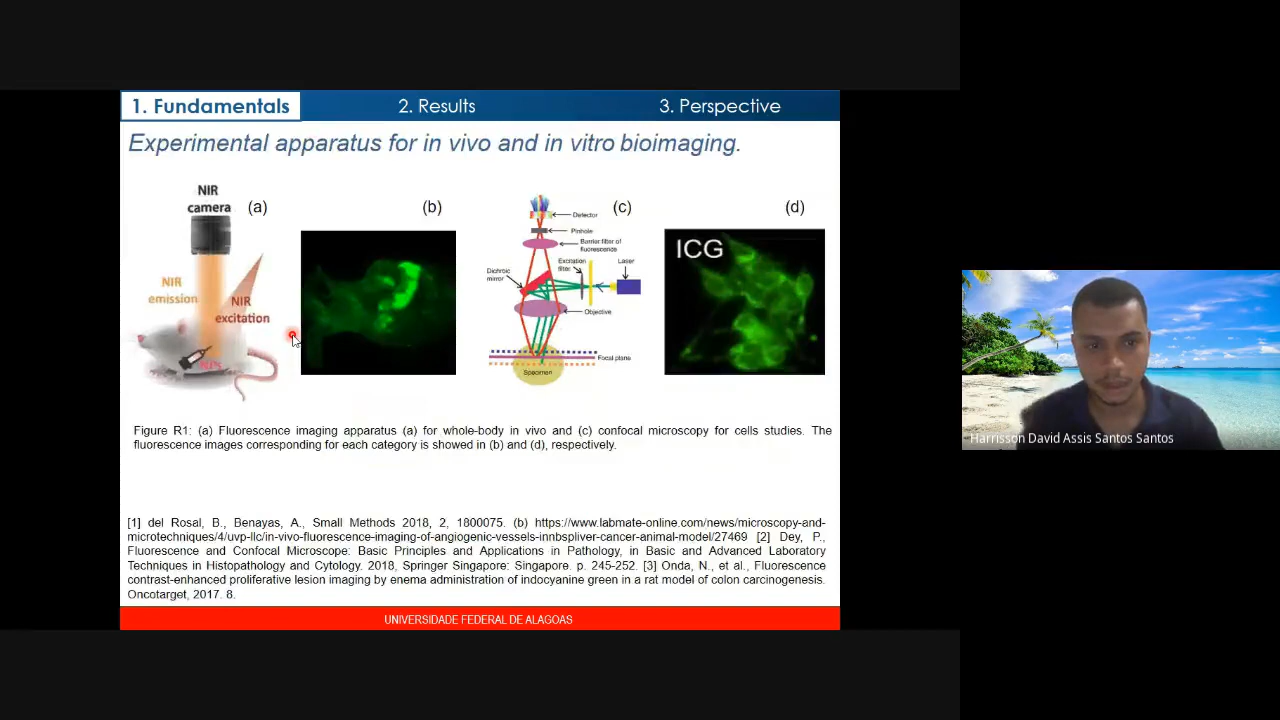 1. Fundamentals
2. Results
3. Perspective
Experimental apparatus for in vivo and in vitro bioimaging.
NIR
camera
(a)
NIR
emission
NIR
excitation
NPs
(b)
(c)
Detector
Pinhole
Barrier filter of
fluorescence
Excitation
filter
Laser
Dichroic
mirror
Objective
Focal plane
Specimen
(d)
ICG
Figure R1: (a) Fluorescence imaging apparatus (a) for whole-body in vivo and (c) confocal microscopy for cells studies. The
fluorescence images corresponding for each category is showed in (b) and (d), respectively.
[1] del Rosal, B., Benayas, A., Small Methods 2018, 2, 1800075. (b) https://www.labmate-online.com/news/microscopy-and-
microtechniques/4/uvp-llc/in-vivo-fluorescence-imaging-of-angiogenic-vessels-innbspliver-cancer-animal-model/27469 [2] Dey, P.,
Fluorescence and Confocal Microscope: Basic Principles and Applications in Pathology, in Basic and Advanced Laboratory
Techniques in Histopathology and Cytology. 2018, Springer Singapore: Singapore. p. 245-252. [3] Onda, N., et al., Fluorescence
contrast-enhanced proliferative lesion imaging by enema administration of indocyanine green in a rat model of colon carcinogenesis.
Oncotarget, 2017. 8.
UNIVERSIDADE FEDERAL DE ALAGOAS
Harrisson David Assis Santos Santos